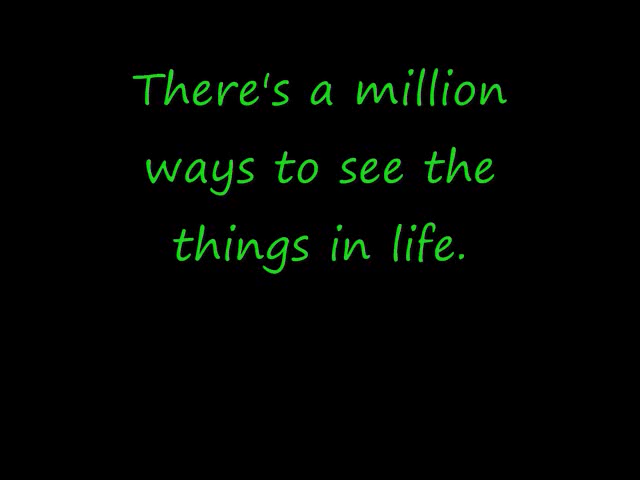 There's a million
ways to see the
things in life.